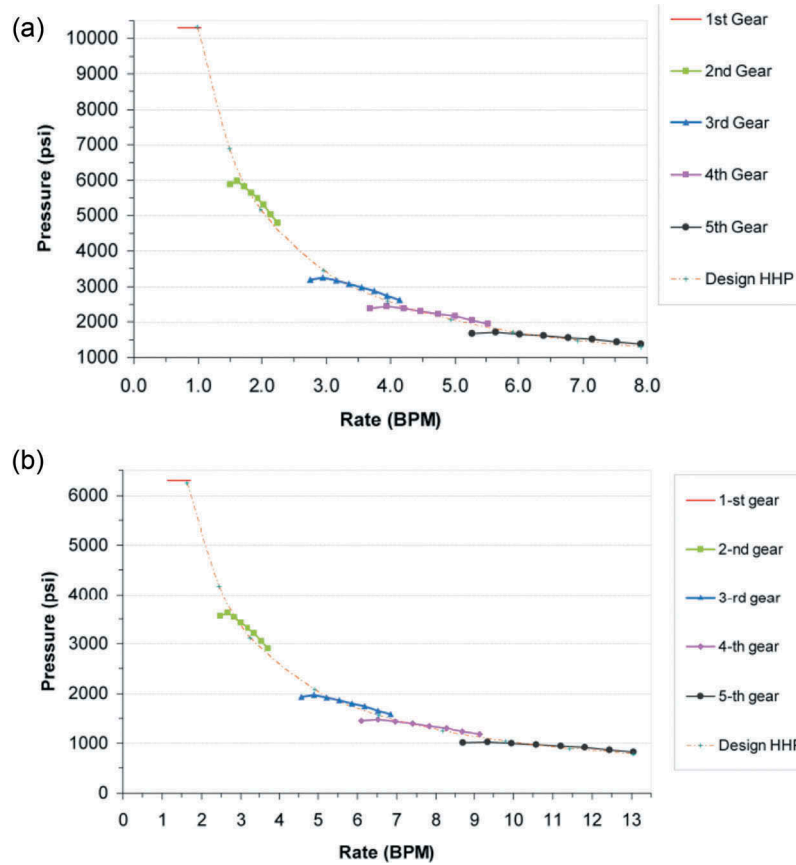 (a)
10000
9000
8000
7000
6000
5000
4000
3000
2000
1000
Pressure (psi)
0.0 1.0 2.0 3.0 4.0 5.0 6.0 7.0 8.0
Rate (BPM)
1st Gear
2nd Gear
3rd Gear
4th Gear
5th Gear
Design HHP
(b)
6000
5000
4000
3000
2000
1000
0
Pressure (psi)
0 1 2 3 4 5 6 7 8 9 10 11 12 13
Rate (BPM)
1-st gear
2-nd gear
3-rd gear
4-th gear
5-th gear
Design HHP